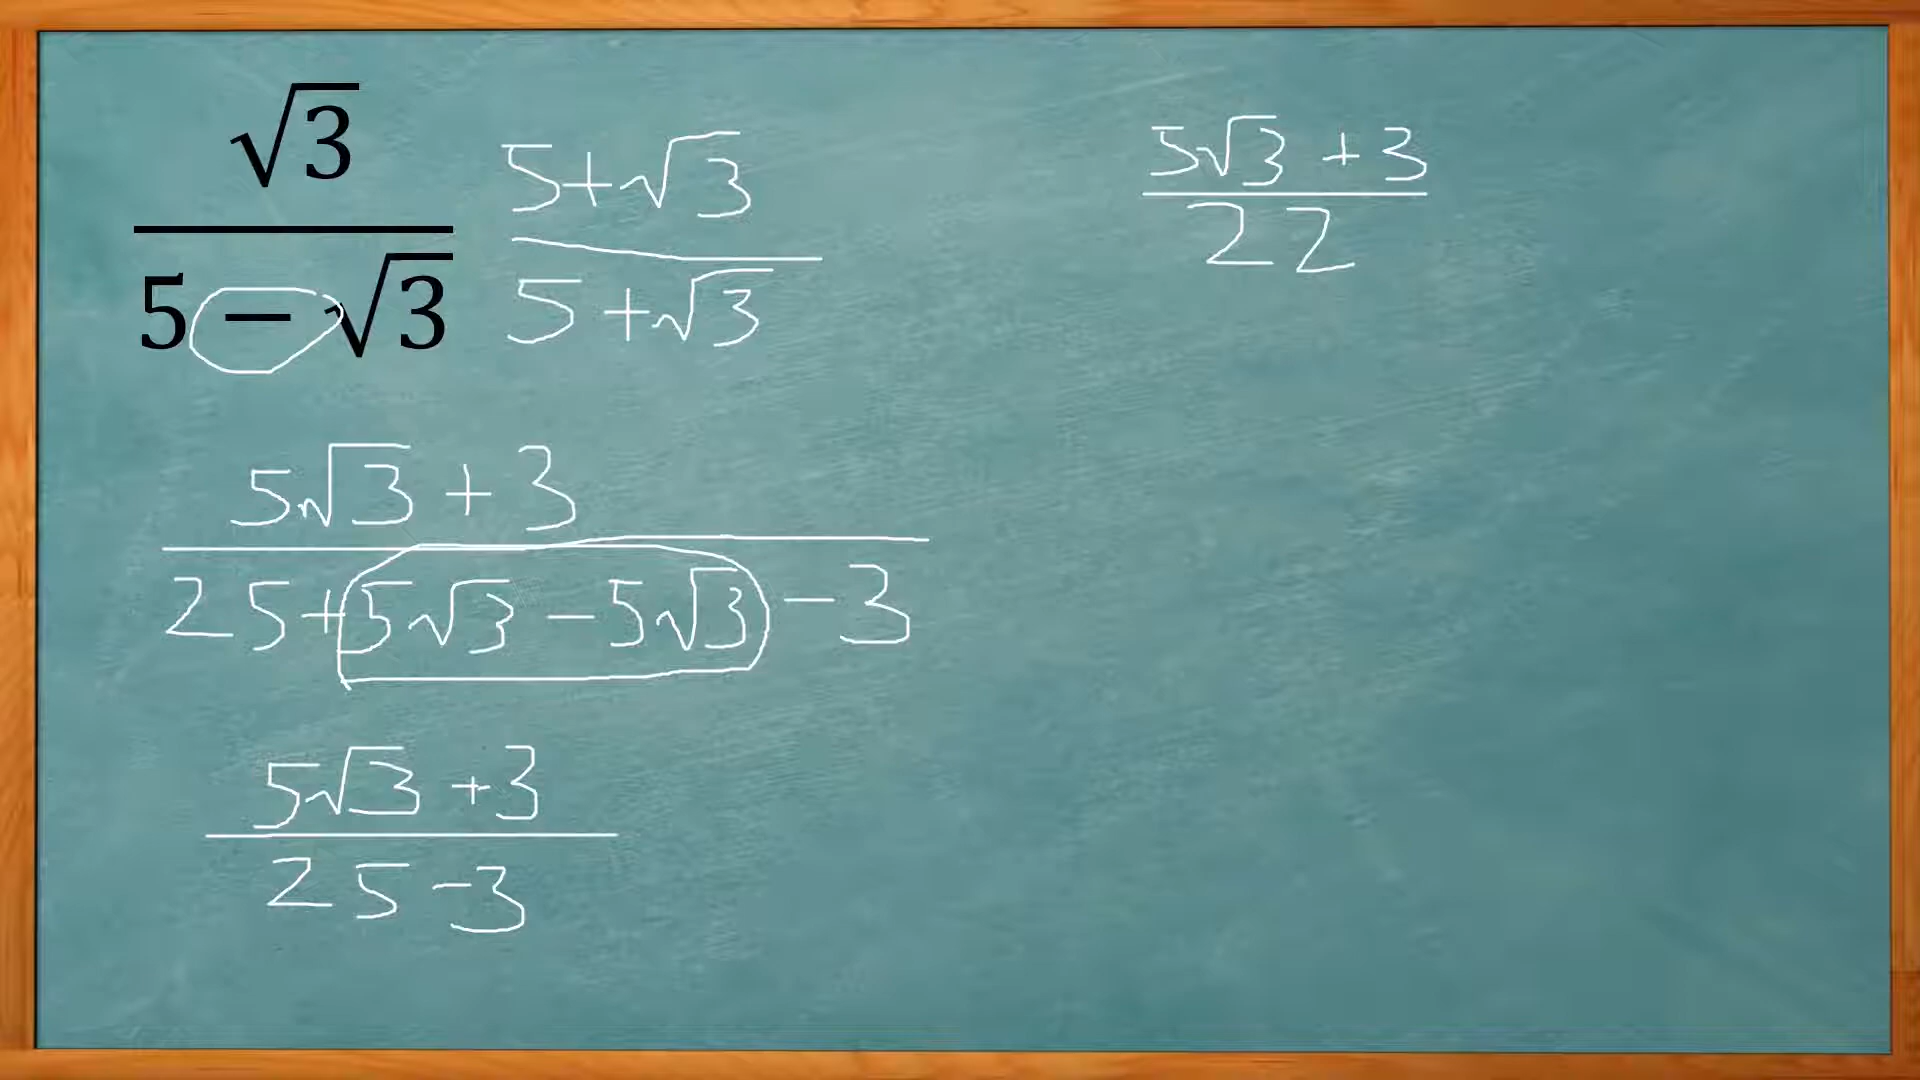 √3
5 − √3
5+√3
5+√3
5√3 + 3
25+5√3 − 5√3 − 3
5√3 + 3
25 − 3
5√3 + 3
22